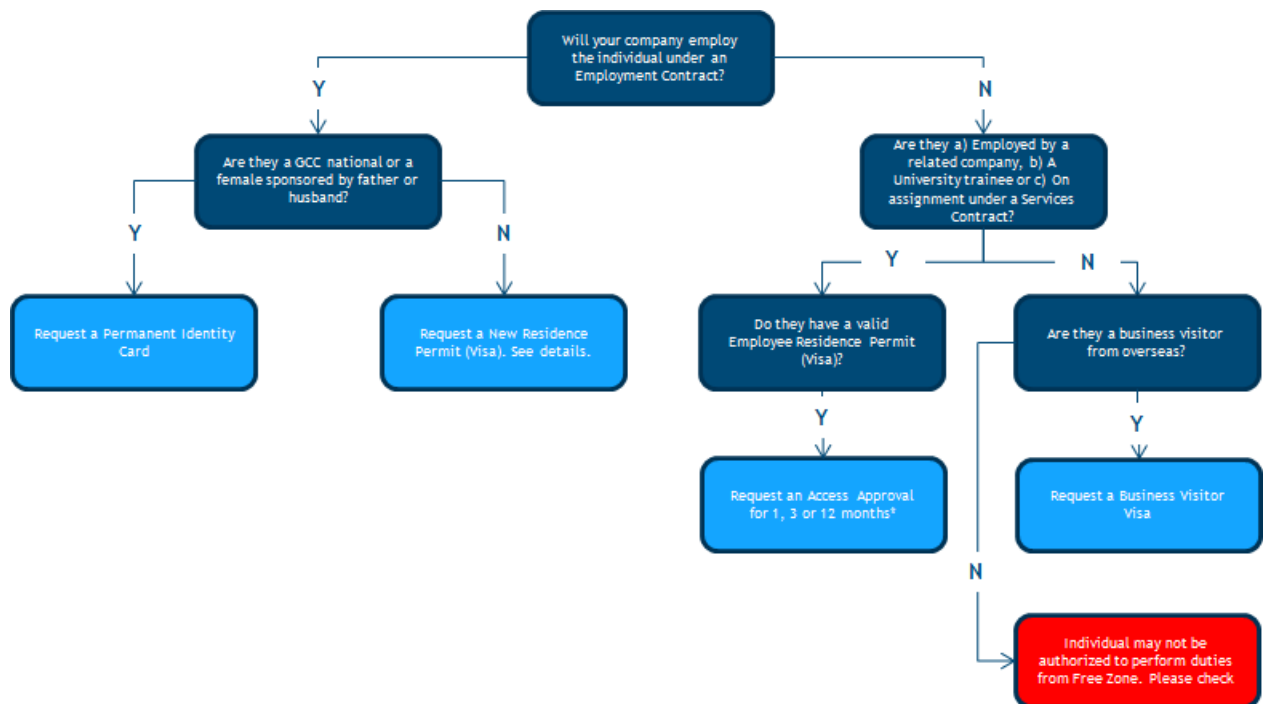 Will your company employ
the individual under an
Employment Contract?
Y
N
Are they a GCC national or a
female sponsored by father or
husband?
Are they a) Employed by a
related company, b) A
University trainee or c) On
assignment under a Services
Contract?
Y
N
Y
N
Request a Permanent Identity
Card
Request a New Residence
Permit (Visa). See details.
Do they have a valid
Employee Residence Permit
(Visa)?
Are they a business visitor
from overseas?
Y
Y
Request an Access Approval
for 1, 3 or 12 months*
Request a Business Visitor
Visa
N
Individual may not be
authorized to perform duties
from Free Zone. Please check